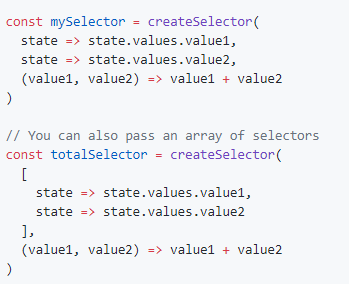 const mySelector = createSelector(
  state => state.values.value1,
  state => state.values.value2,
  (value1, value2) => value1 + value2
)

// You can also pass an array of selectors
const totalSelector = createSelector(
  [
    state => state.values.value1,
    state => state.values.value2
  ],
  (value1, value2) => value1 + value2
)